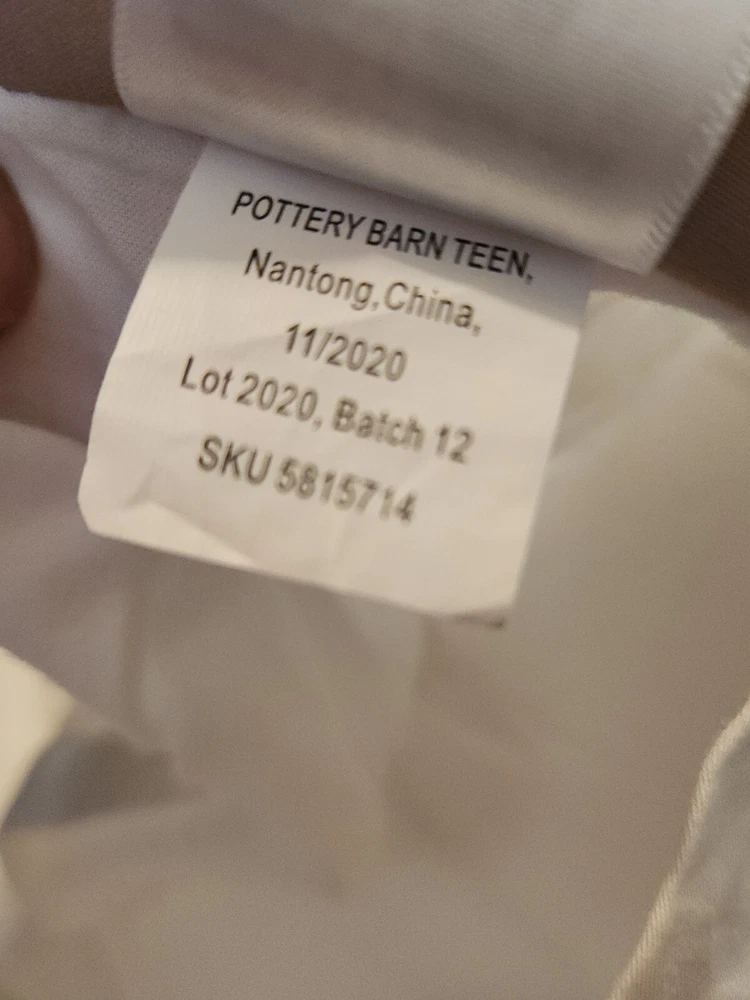 POTTERY BARN TEEN,
Nantong,China,
11/2020
Lot 2020, Batch 12
SKU 5815714